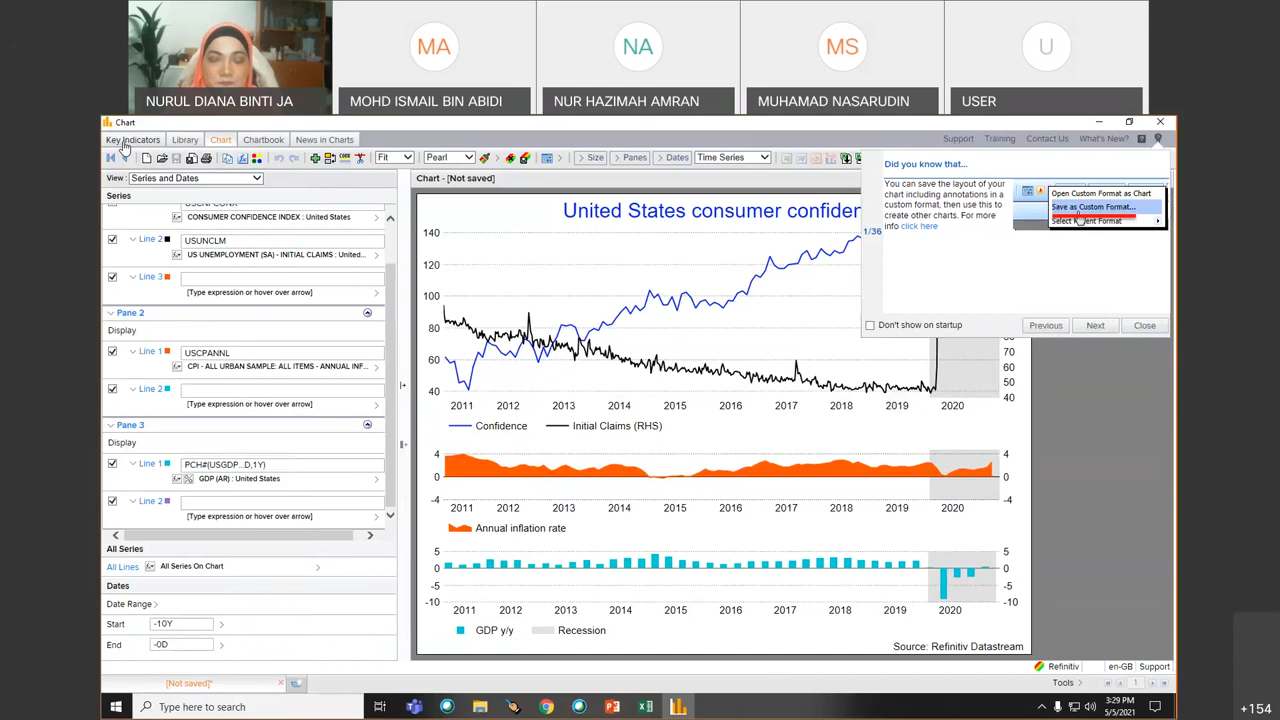 MA
NA
MS
U
NURUL DIANA BINTI JA
MOHD ISMAIL BIN ABIDI
NUR HAZIMAH AMRAN
MUHAMAD NASARUDIN
USER
Chart
Key Indicators
Library
Chart
Chartbook
News in Charts
Support
Training
Contact Us
What's New?
Fit
Pearl
Size
Panes
Dates
Time Series
View :
Series and Dates
Series
CONSUMER CONFIDENCE INDEX : United States
Line 2
USUNCLM
US UNEMPLOYMENT (SA) - INITIAL CLAIMS : United...
Line 3
[Type expression or hover over arrow]
Pane 2
Display
Line 1
USCPANNL
CPI - ALL URBAN SAMPLE: ALL ITEMS - ANNUAL INF...
Line 2
[Type expression or hover over arrow]
Pane 3
Display
Line 1
PCH#(USGDP...D,1Y)
GDP (AR) : United States
Line 2
[Type expression or hover over arrow]
All Series
All Lines
All Series On Chart
Dates
Date Range
Start
-10Y
End
-0D
[Not saved]*
Chart - [Not saved]
United States consumer confiden
140
120
100
80
60
40
80
70
60
50
40
2011 2012 2013 2014 2015 2016 2017 2018 2019 2020
Confidence
Initial Claims (RHS)
4
0
-4
4
0
-4
2011 2012 2013 2014 2015 2016 2017 2018 2019 2020
Annual inflation rate
5
0
-5
-10
5
0
-5
-10
2011 2012 2013 2014 2015 2016 2017 2018 2019 2020
GDP y/y
Recession
Source: Refinitiv Datastream
Did you know that...
You can save the layout of your
chart including annotations in a
custom format, then use this to
create other charts. For more
info click here
1/36
Open Custom Format as Chart
Save as Custom Format...
Don't show on startup
Previous
Next
Close
Refinitiv
en-GB
Support
Tools
1
Type here to search
3:29 PM
5/5/2021
+154